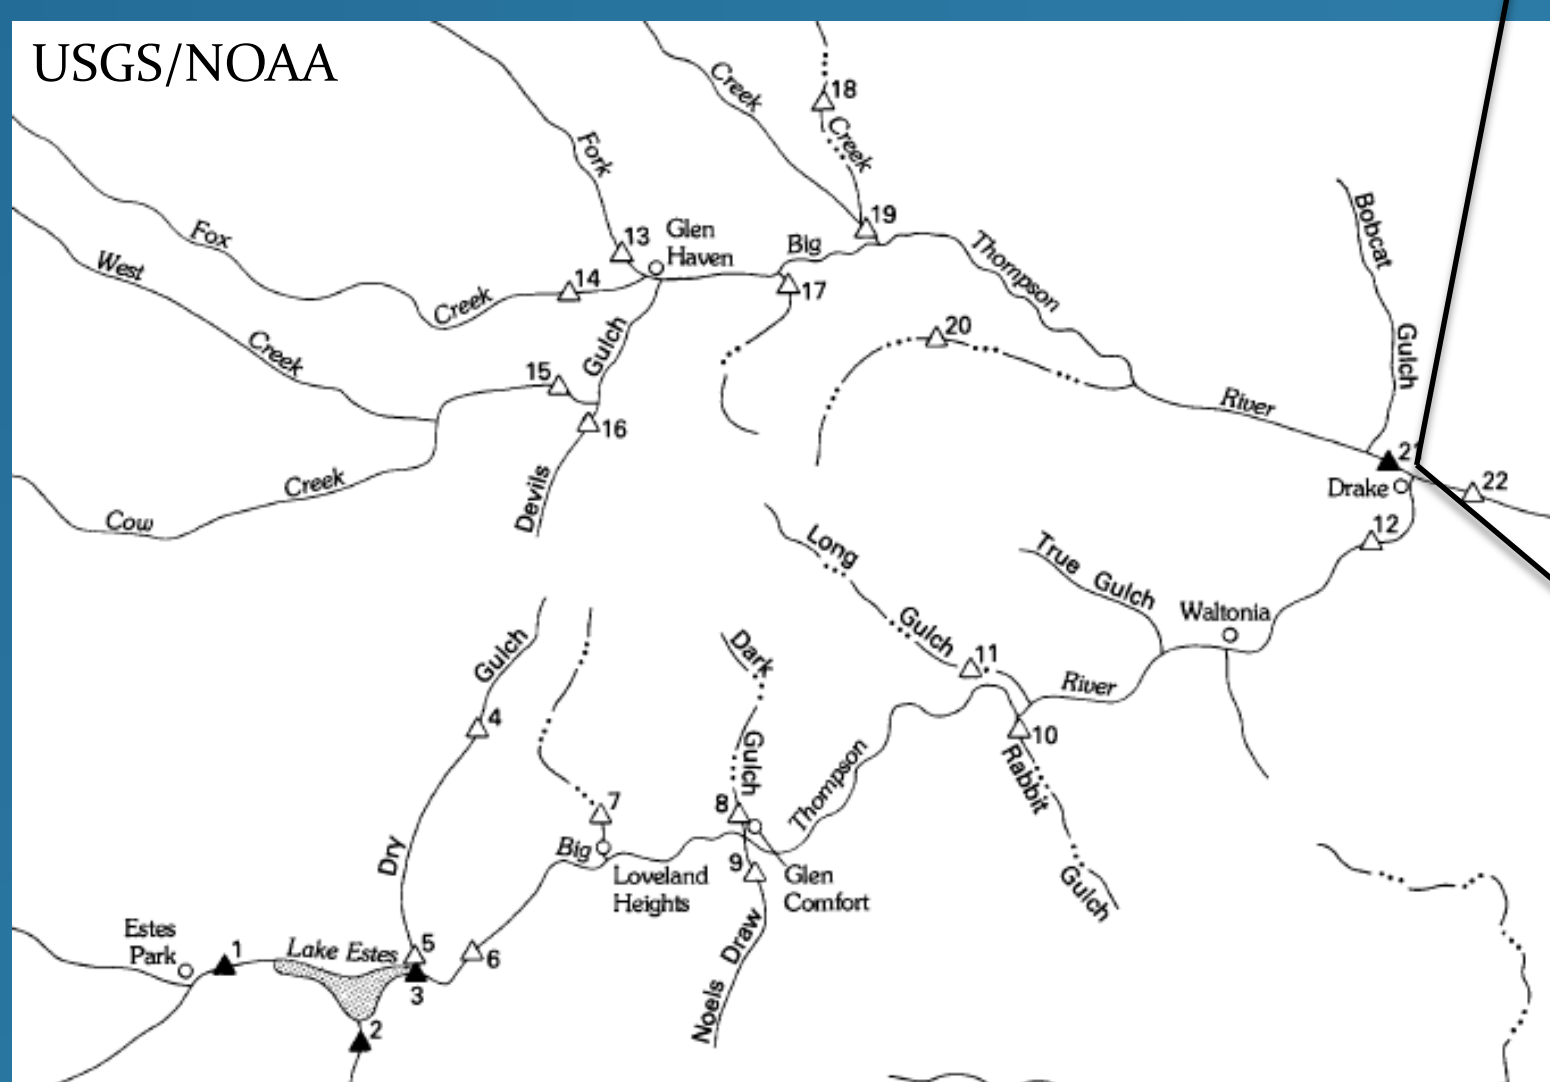 USGS/NOAA
Creek
18
Creek
Fork
19
Bobcat
Gulch
Fox
13
Glen
Haven
Big
Thompson
West
14
17
Creek
20
Creek
Gulch
15
River
16
21
Drake
22
Devils
Creek
Cow
12
Long
Gulch
True Gulch
Waltonia
11
River
10
Rabbit
Gulch
Gulch
4
Dark
Gulch
Thompson
7
8
Dry
Big
Loveland
Heights
9
Glen
Comfort
Noels Draw
Estes
Park
1
Lake Estes
5
6
3
2